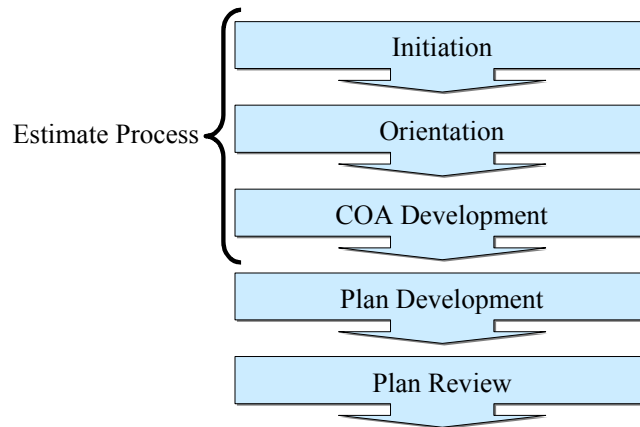 Initiation
Estimate Process
Orientation
COA Development
Plan Development
Plan Review